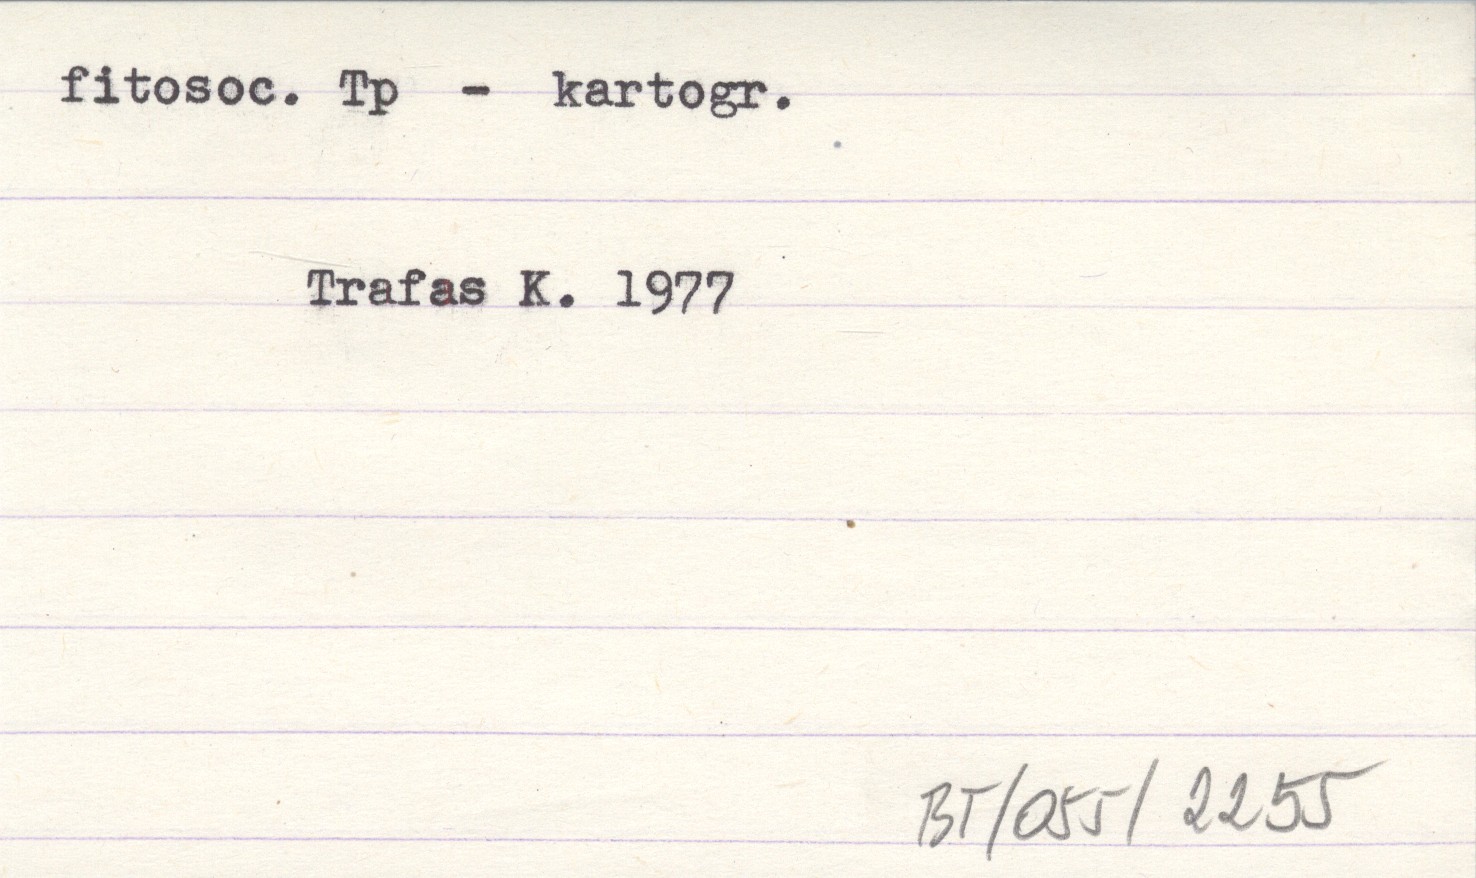 fitosoc. Tp - kartogr.
Trafas K. 1977
BT/055/2255